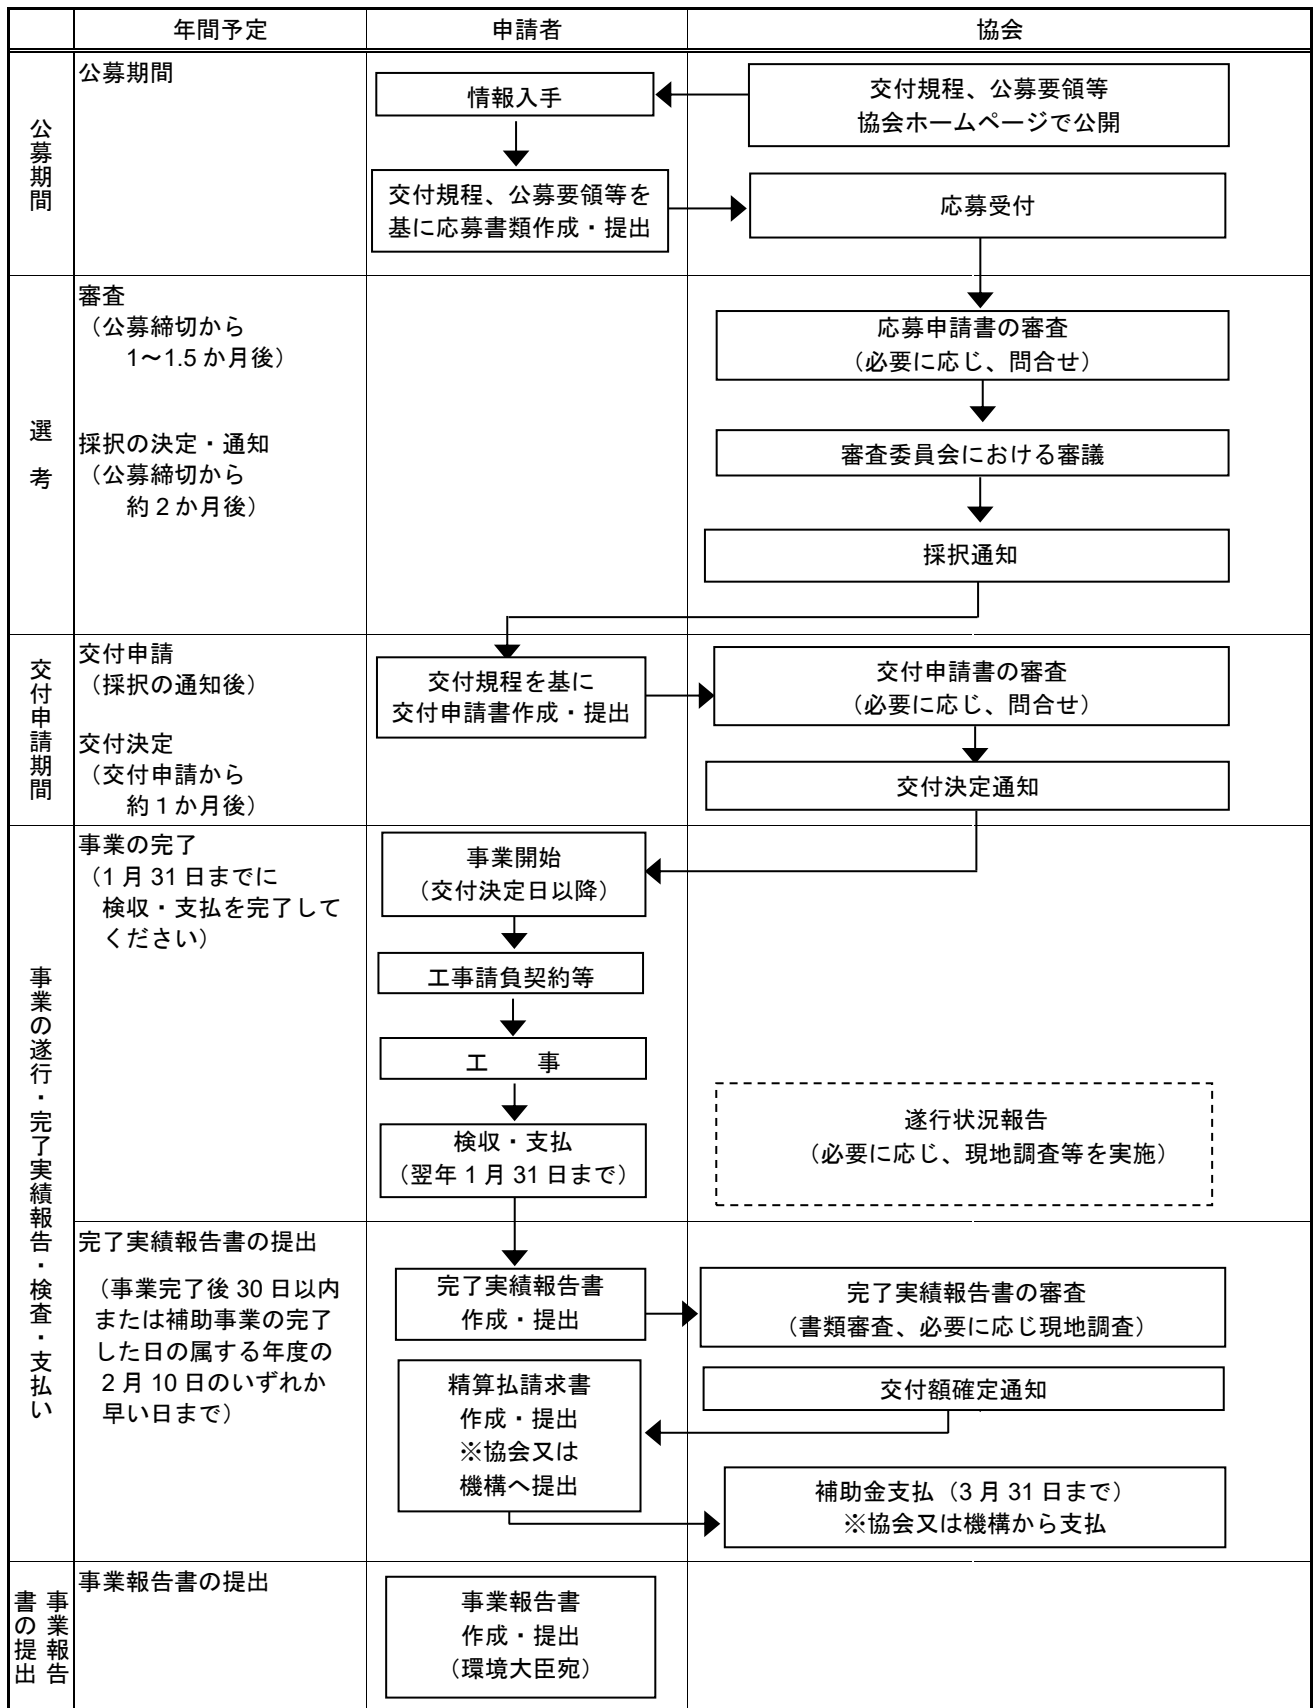 年間予定
申請者
協会
公募期間
公募期間
情報入手
交付規程、公募要領等
協会ホームページで公開
交付規程、公募要領等を
基に応募書類作成・提出
応募受付
選考
審査
（公募締切から
1～1.5か月後）
採択の決定・通知
（公募締切から
約2か月後）
応募申請書の審査
（必要に応じ、問合せ）
審査委員会における審議
採択通知
交付申請期間
交付申請
（採択の通知後）
交付決定
（交付申請から
約1か月後）
交付規程を基に
交付申請書作成・提出
交付申請書の審査
（必要に応じ、問合せ）
交付決定通知
事業の遂行・完了実績報告・検査・支払い
事業の完了
（1月31日までに
検収・支払を完了して
ください）
事業開始
（交付決定日以降）
工事請負契約等
工　事
検収・支払
（翌年1月31日まで）
遂行状況報告
（必要に応じ、現地調査等を実施）
完了実績報告書の提出
（事業完了後30日以内
または補助事業の完了
した日の属する年度の
2月10日のいずれか
早い日まで）
完了実績報告書
作成・提出
完了実績報告書の審査
（書類審査、必要に応じ現地調査）
交付額確定通知
精算払請求書
作成・提出
※協会又は
機構へ提出
補助金支払（3月31日まで）
※協会又は機構から支払
事業報告
書の提出
事業報告書の提出
事業報告書
作成・提出
（環境大臣宛）